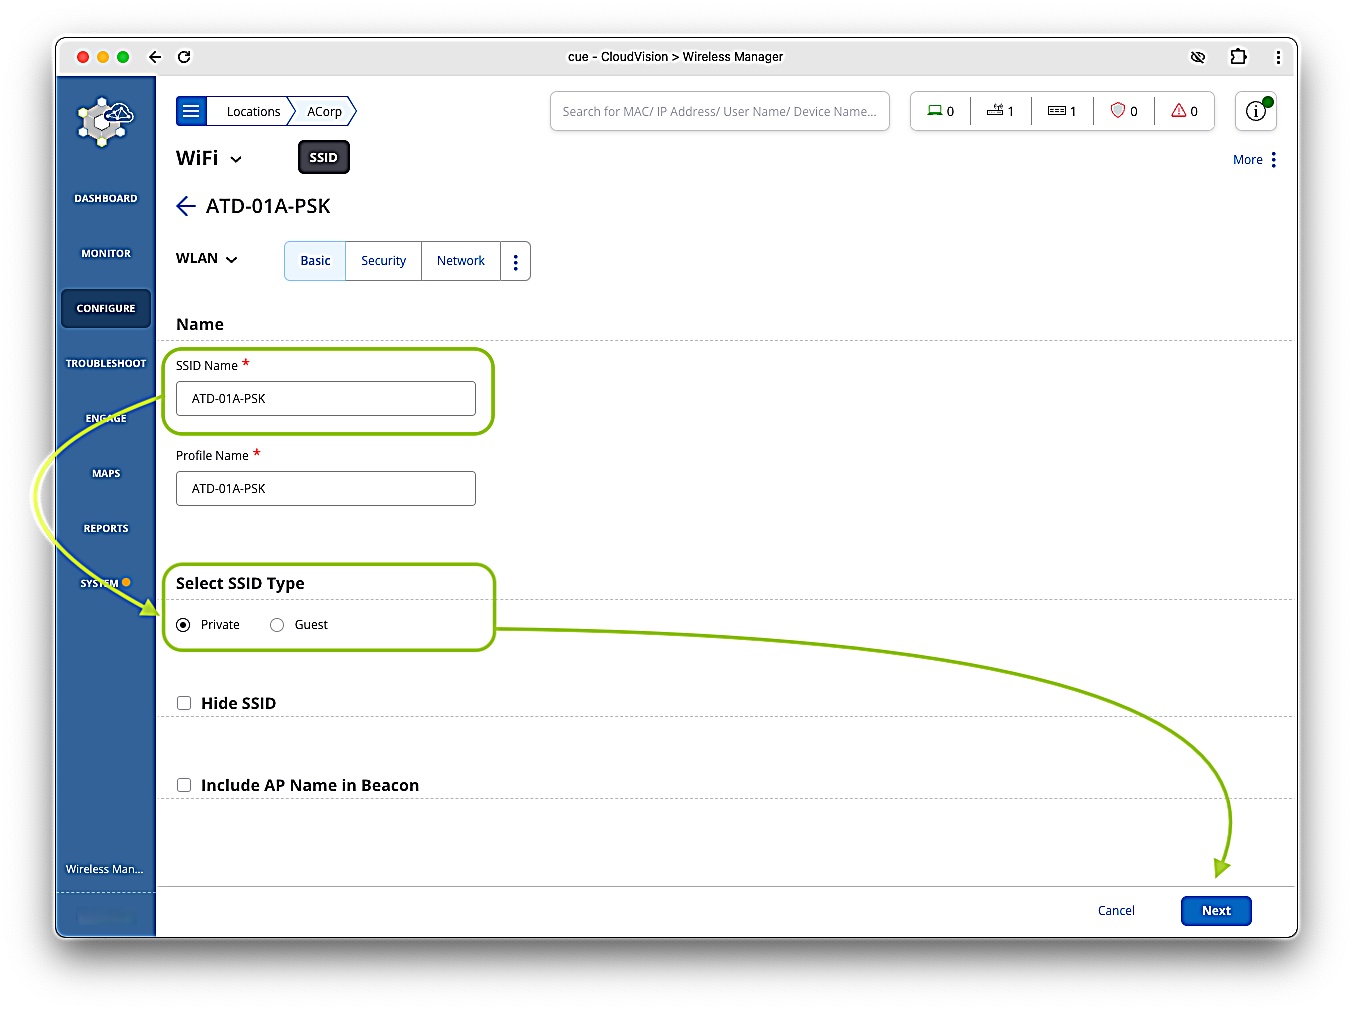 cue - CloudVision > Wireless Manager
Locations
ACorp
Search for MAC/ IP Address/ User Name/ Device Name...
0
1
1
0
0
WiFi
SSID
More
DASHBOARD
MONITOR
CONFIGURE
TROUBLESHOOT
ENGAGE
MAPS
REPORTS
SYSTEM
Wireless Man...
ATD-01A-PSK
WLAN
Basic
Security
Network
Name
SSID Name *
ATD-01A-PSK
Profile Name *
ATD-01A-PSK
Select SSID Type
Private
Guest
Hide SSID
Include AP Name in Beacon
Cancel
Next